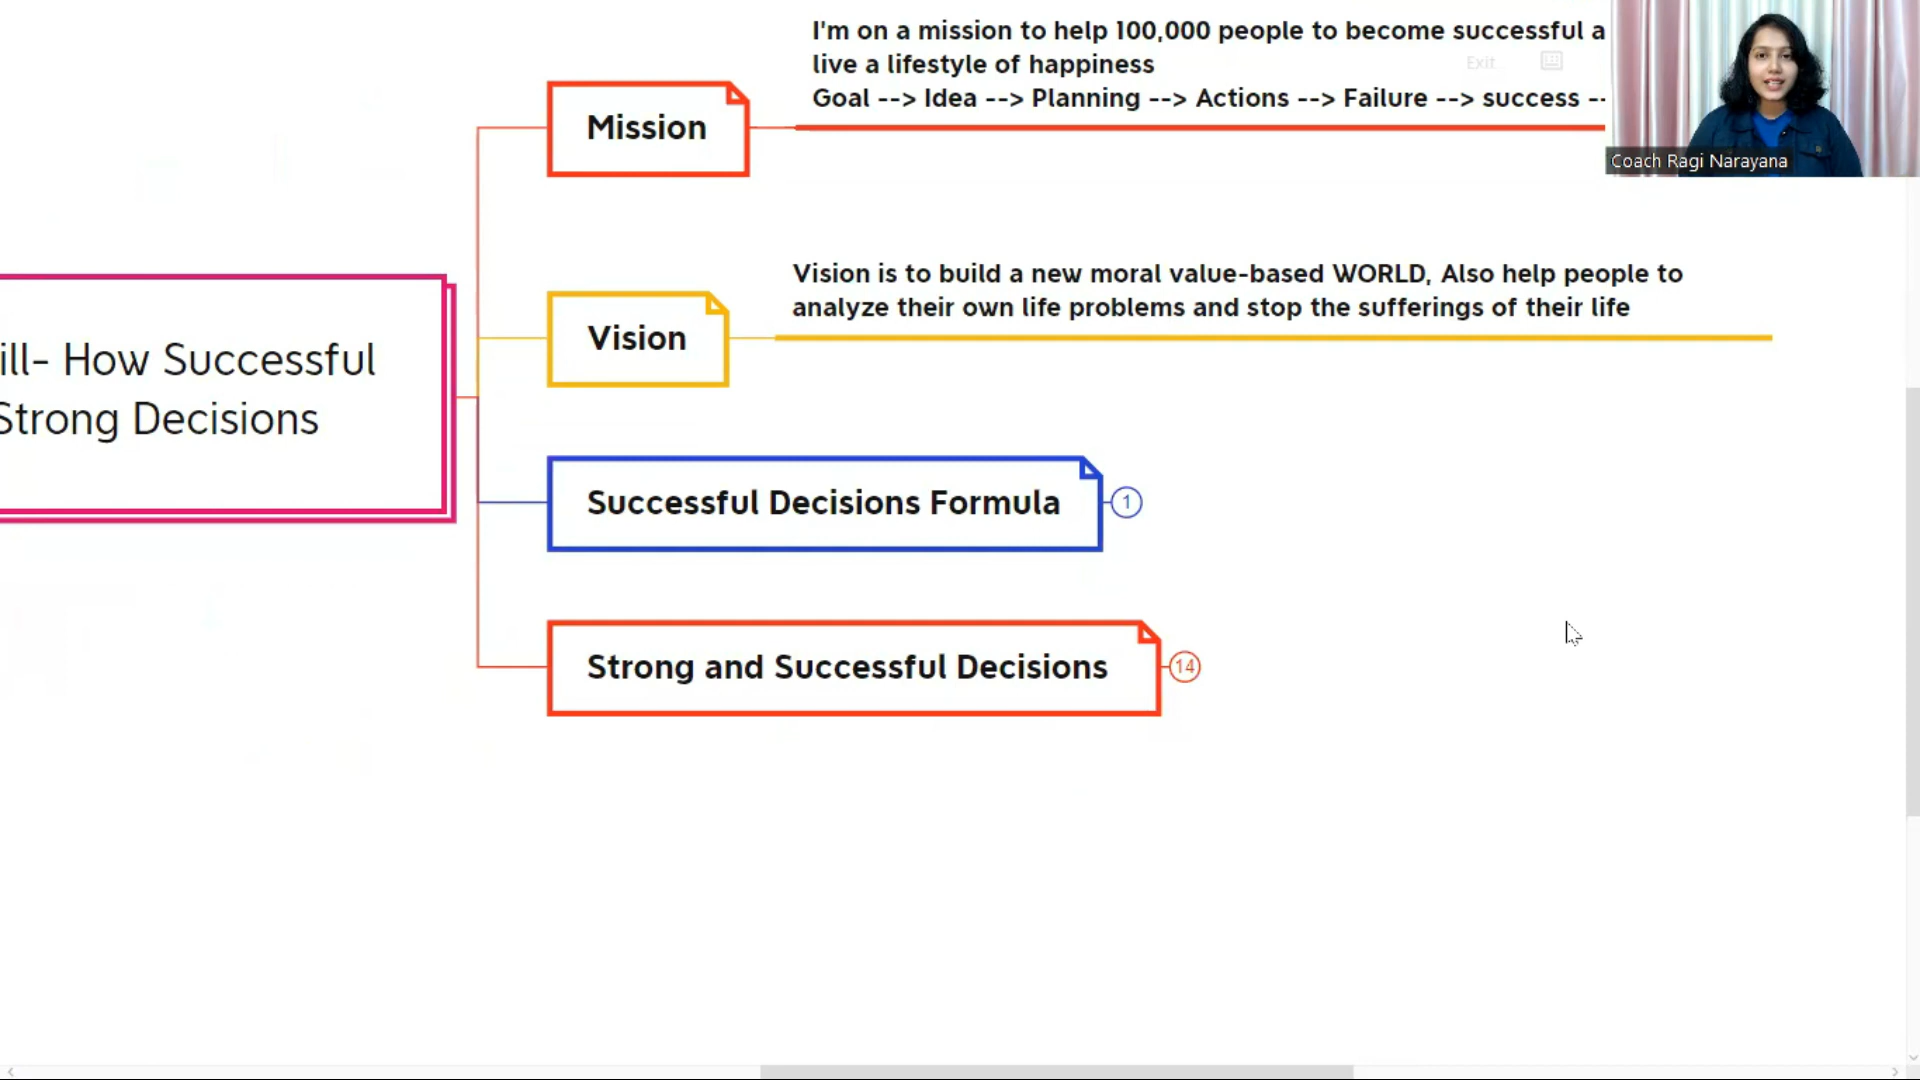 I'm on a mission to help 100,000 people to become successful a
live a lifestyle of happiness
Goal --> Idea --> Planning --> Actions --> Failure --> success --
Exit
Mission
Coach Ragi Narayana
Vision is to build a new moral value-based WORLD, Also help people to
analyze their own life problems and stop the sufferings of their life
Vision
ill- How Successful
Strong Decisions
Successful Decisions Formula
1
Strong and Successful Decisions
14